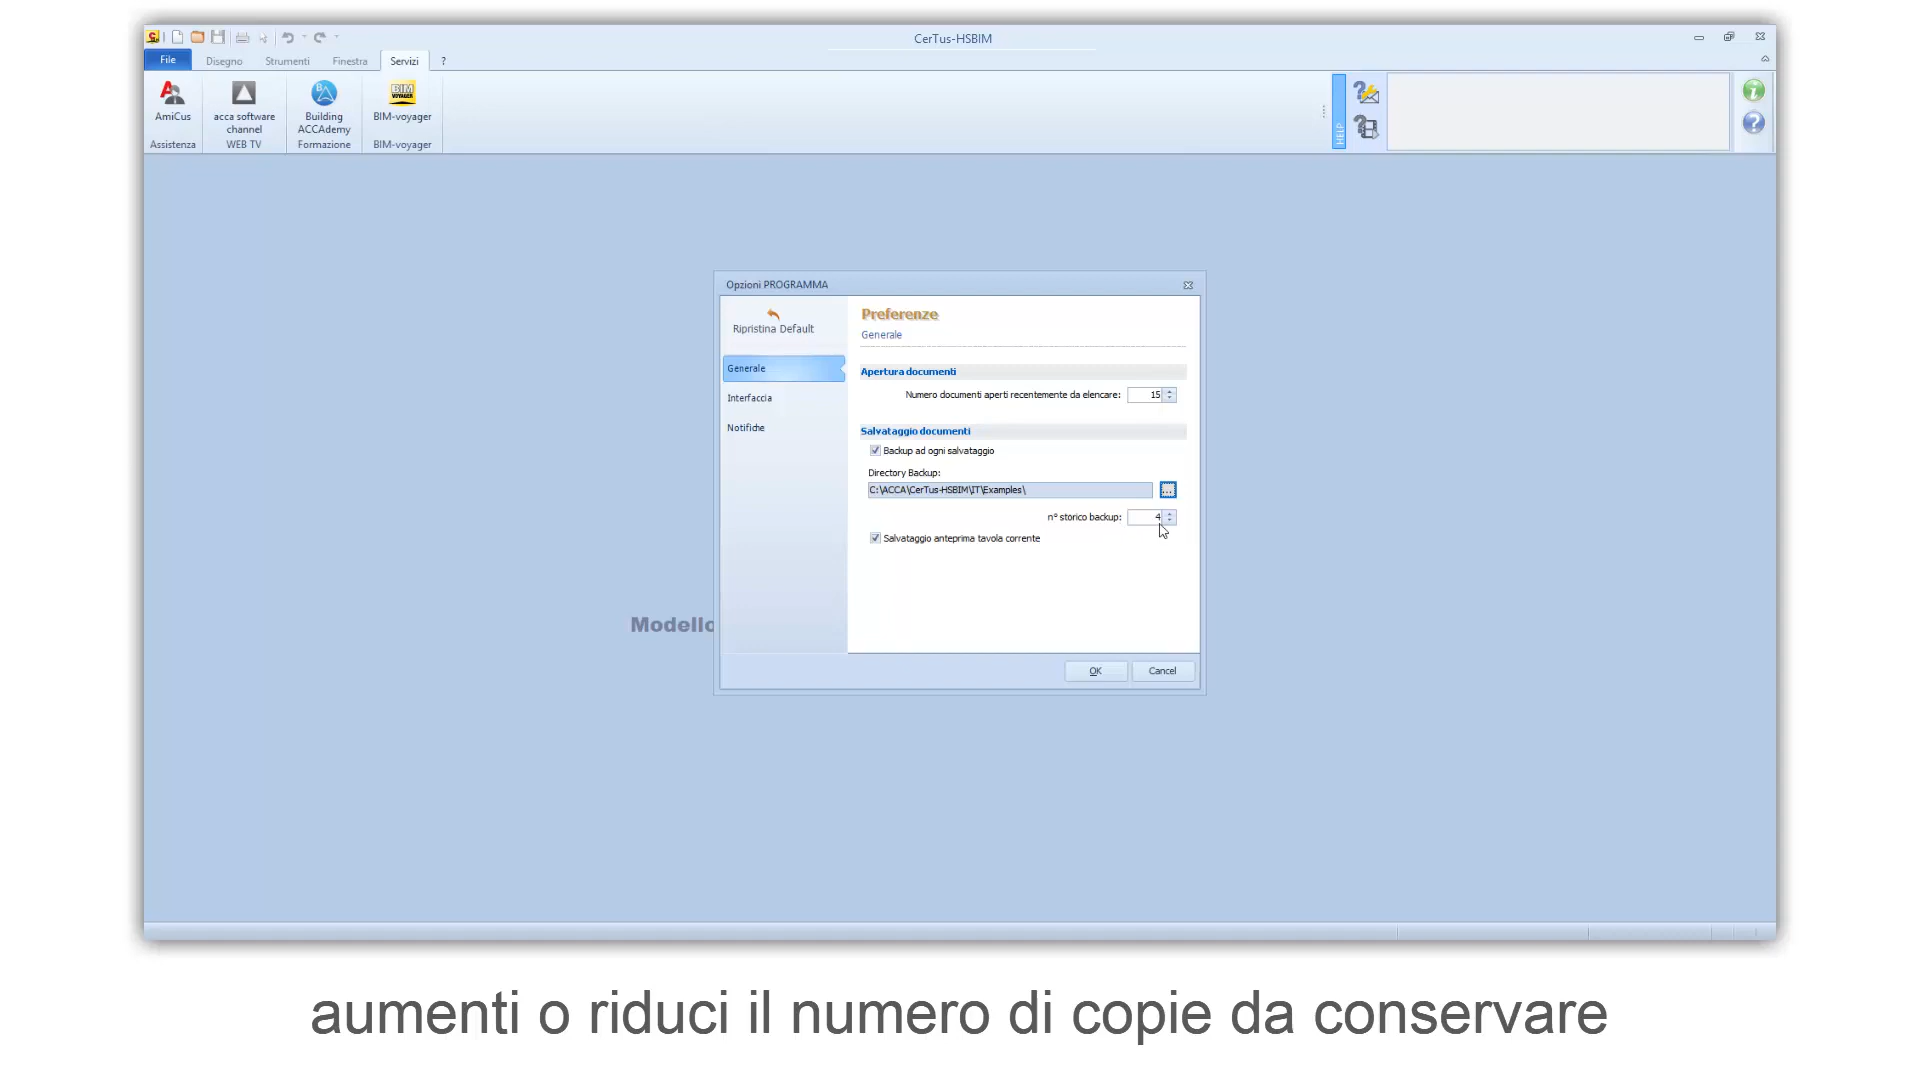 CerTus-HSBIM
File Disegno Strumenti Finestra Servizi ?
AmiCus
Assistenza
acca software
channel
WEB TV
Building
ACCAdemy
Formazione
BIM
VOYAGER
BIM-voyager
BIM-voyager
HELP
Opzioni PROGRAMMA
Ripristina Default
Generale
Interfaccia
Notifiche
Preferenze
Generale
Apertura documenti
Numero documenti aperti recentemente da elencare: 15
Salvataggio documenti
Backup ad ogni salvataggio
Directory Backup:
C:\ACCA\CerTus-HSBIM\IT\Examples\
...
n° storico backup: 4
Salvataggio anteprima tavola corrente
OK Cancel
Modello
aumenti o riduci il numero di copie da conservare